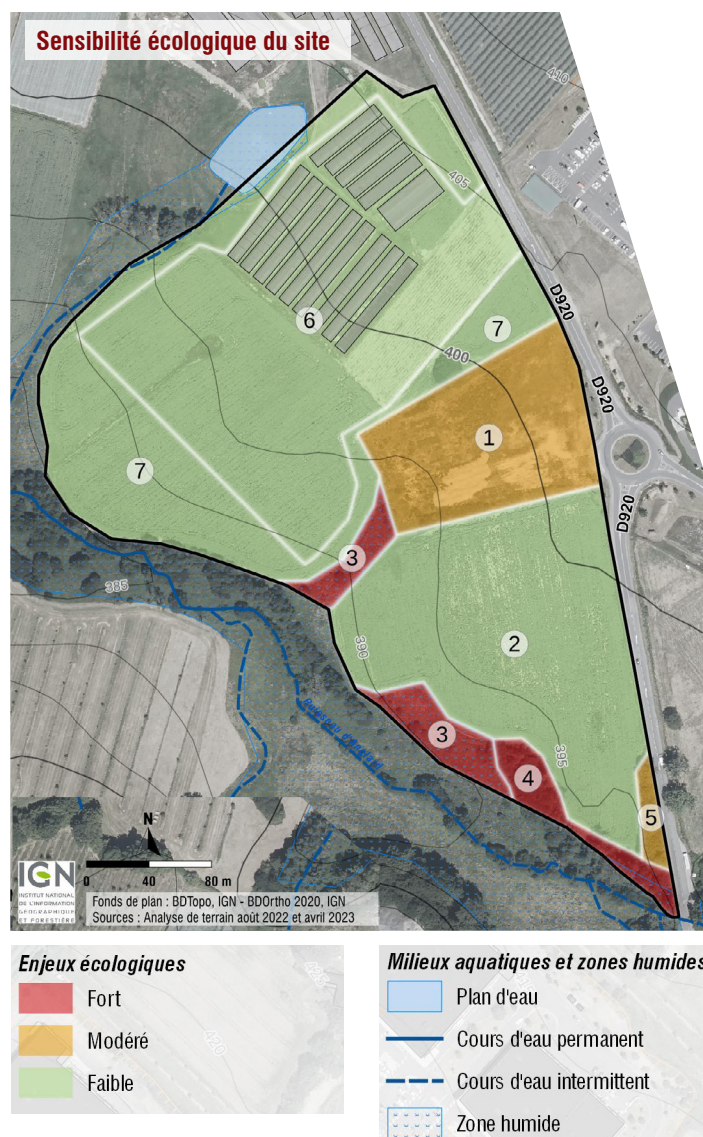 Sensibilité écologique du site
410
405
D920
6
7
400
D920
1
7
D920
3
385
2
390
3
395
4
5
N
IGN
INSTITUT NATIONAL
DE L'INFORMATION
GÉOGRAPHIQUE
ET FORESTIÈRE
0 40 80 m
Fonds de plan : BDTopo, IGN - BDOrtho 2020, IGN
Sources : Analyse de terrain août 2022 et avril 2023
Enjeux écologiques
Fort
Modéré
Faible
420
Milieux aquatiques et zones humides
Plan d'eau
Cours d'eau permanent
Cours d'eau intermittent
Zone humide